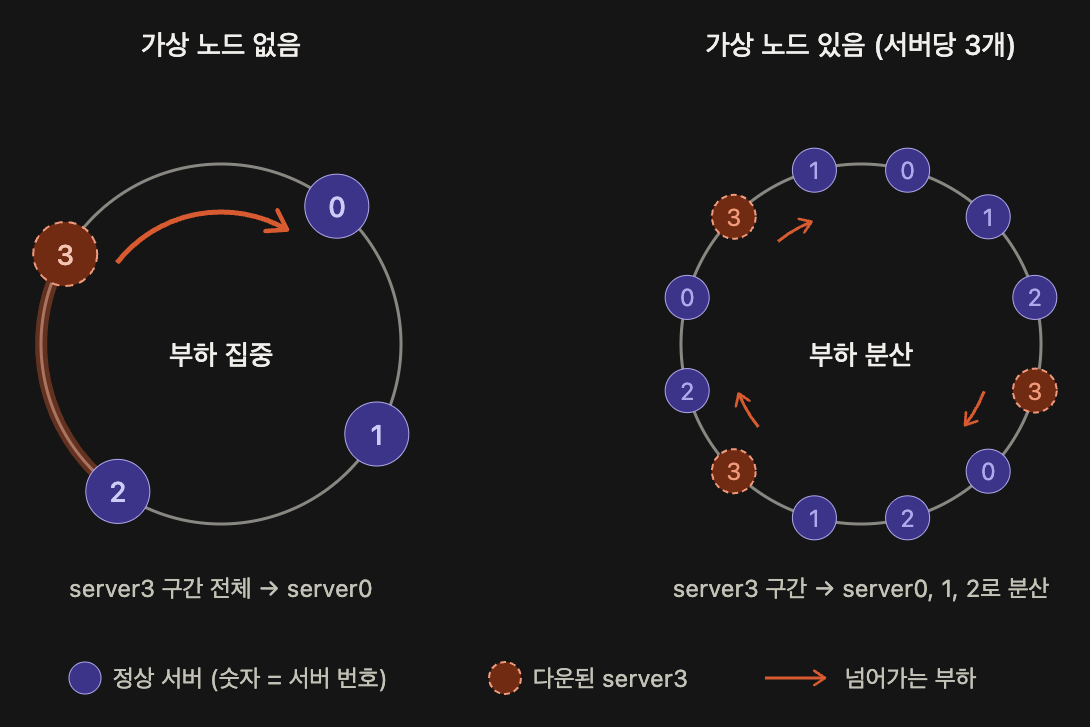 가상 노드 없음
가상 노드 있음 (서버당 3개)
0
3
부하 집중
1
2
1
0
3
1
0
2
부하 분산
2
3
3
0
1
2
server3 구간 전체 → server0
server3 구간 → server0, 1, 2로 분산
정상 서버 (숫자 = 서버 번호)
다운된 server3
넘어가는 부하